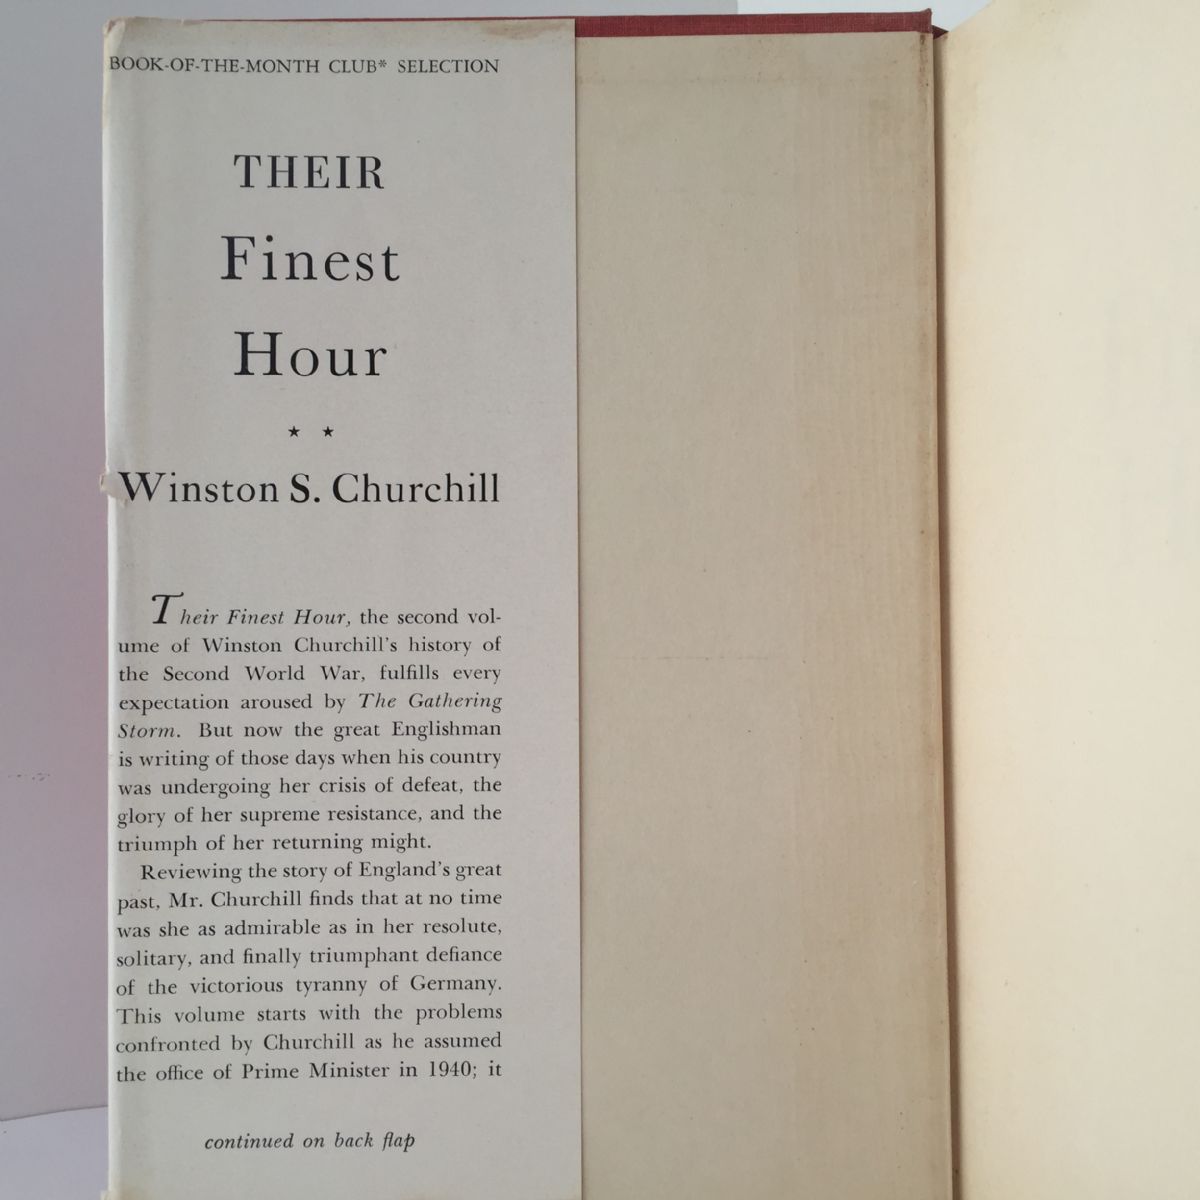 BOOK-OF-THE-MONTH CLUB* SELECTION
THEIR
Finest
Hour
★ ★
Winston S. Churchill
Their Finest Hour, the second vol-
ume of Winston Churchill's history of
the Second World War, fulfills every
expectation aroused by The Gathering
Storm. But now the great Englishman
is writing of those days when his country
was undergoing her crisis of defeat, the
glory of her supreme resistance, and the
triumph of her returning might.
Reviewing the story of England's great
past, Mr. Churchill finds that at no time
was she as admirable as in her resolute,
solitary, and finally triumphant defiance
of the victorious tyranny of Germany.
This volume starts with the problems
confronted by Churchill as he assumed
the office of Prime Minister in 1940; it
continued on back flap